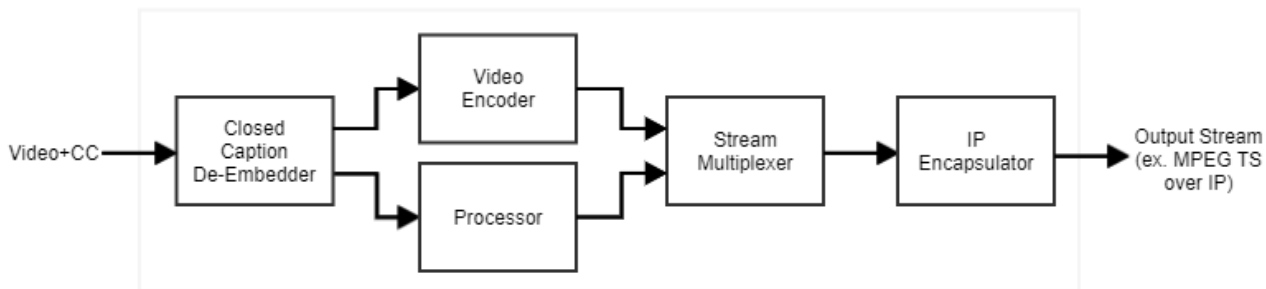 Video+CC
Closed
Caption
De-Embedder
Video
Encoder
Processor
Stream
Multiplexer
IP
Encapsulator
Output Stream
(ex. MPEG TS
over IP)